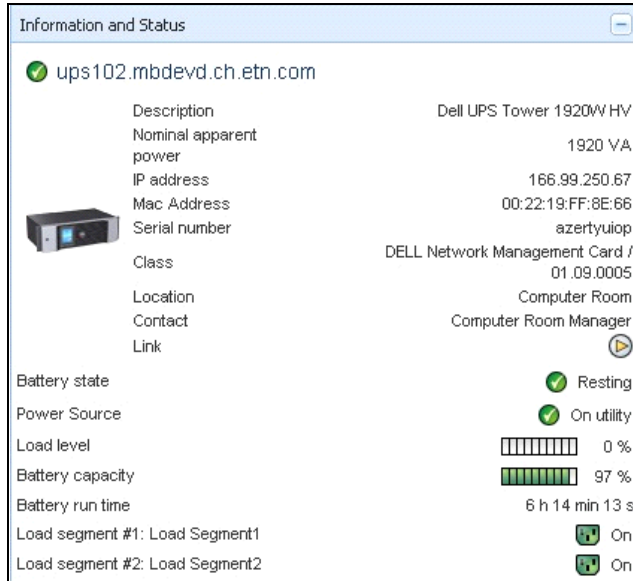 Information and Status
ups102.mbdevd.ch.etn.com
Description Dell UPS Tower 1920W HV
Nominal apparent power 1920 VA
IP address 166.99.250.67
Mac Address 00:22:19:FF:8E:66
Serial number azertyuiop
Class DELL Network Management Card / 01.09.0005
Location Computer Room
Contact Computer Room Manager
Link
Battery state Resting
Power Source On utility
Load level 0 %
Battery capacity 97 %
Battery run time 6 h 14 min 13 s
Load segment #1: Load Segment1 On
Load segment #2: Load Segment2 On